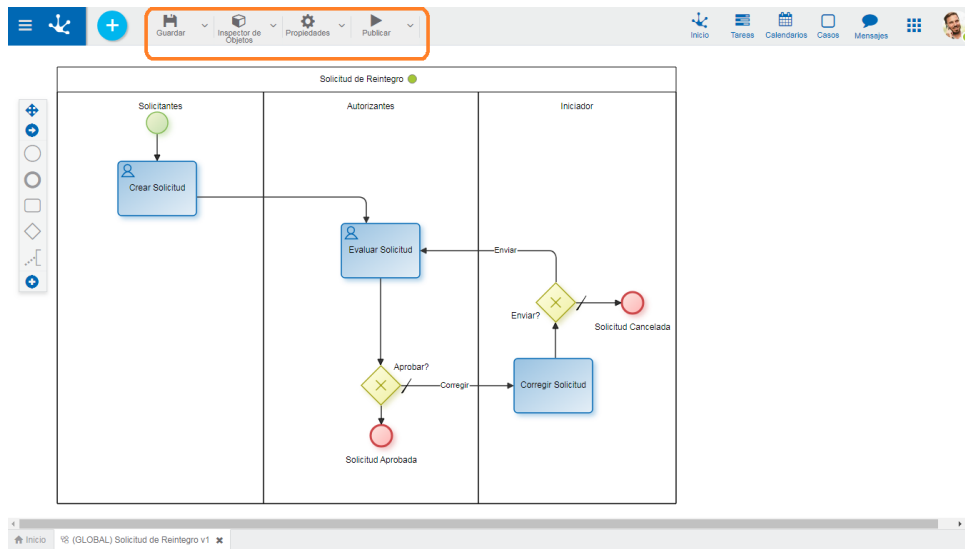 Guardar
Inspector de
Objetos
Propiedades
Publicar
Inicio
Tareas
Calendarios
Casos
Mensajes
Solicitud de Reintegro
Solicitantes
Autorizantes
Iniciador
Crear Solicitud
Evaluar Solicitud
Enviar
Enviar?
Solicitud Cancelada
Aprobar?
Corregir
Corregir Solicitud
Solicitud Aprobada
Inicio
(GLOBAL) Solicitud de Reintegro v1